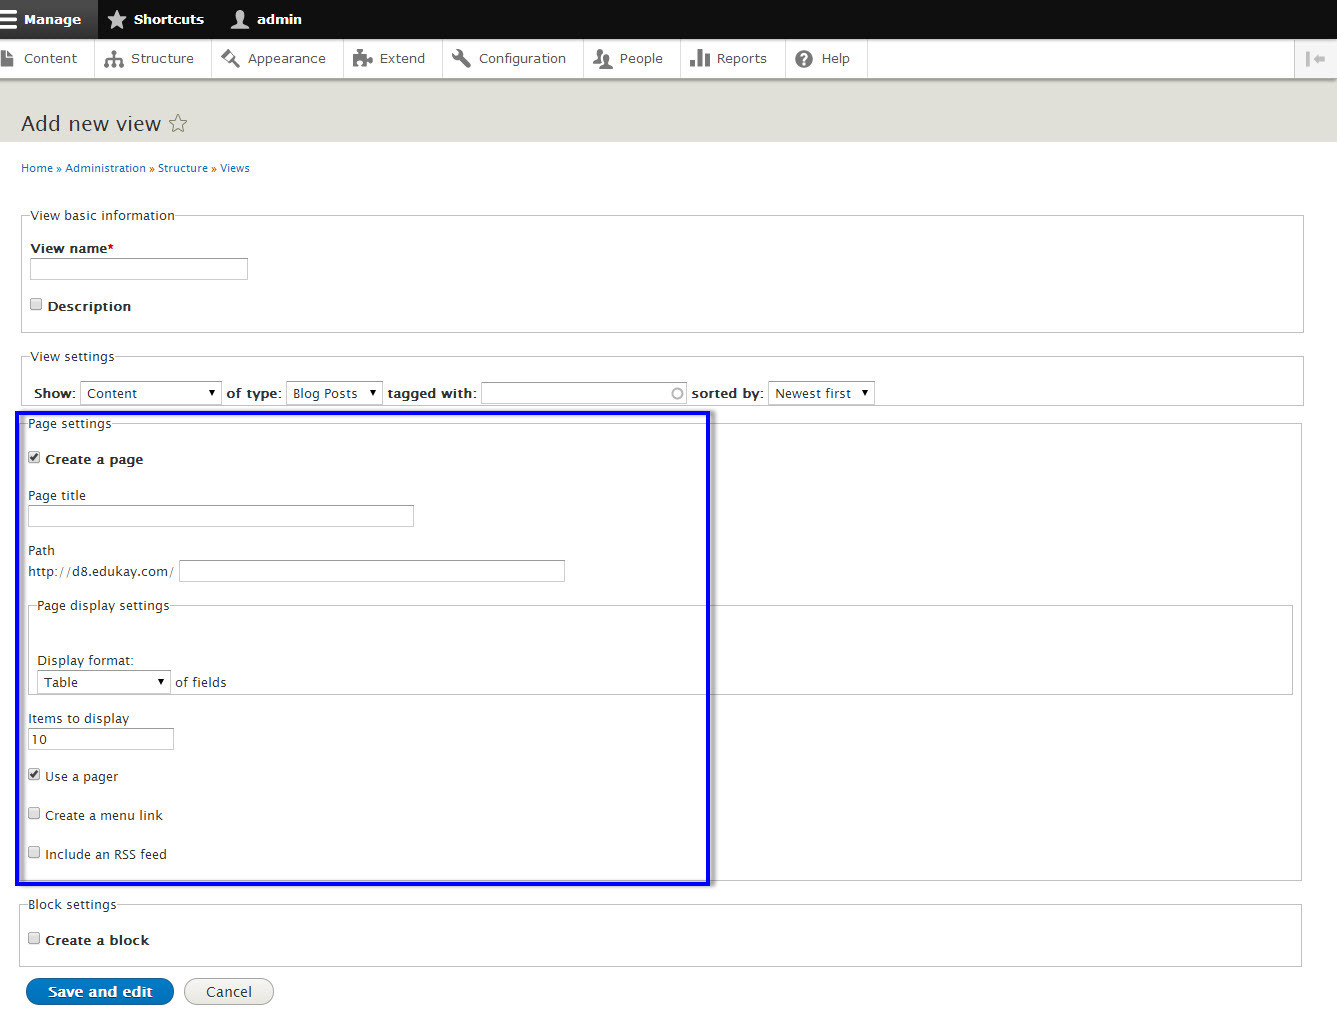 Manage Shortcuts admin
Content Structure Appearance Extend Configuration People Reports Help
Add new view
Home » Administration » Structure » Views
View basic information
View name*
Description
View settings
Show: Content of type: Blog Posts tagged with: sorted by: Newest first
Page settings
Create a page
Page title
Path
http://d8.edukay.com/
Page display settings
Display format:
Table of fields
Items to display
10
Use a pager
Create a menu link
Include an RSS feed
Block settings
Create a block
Save and edit Cancel